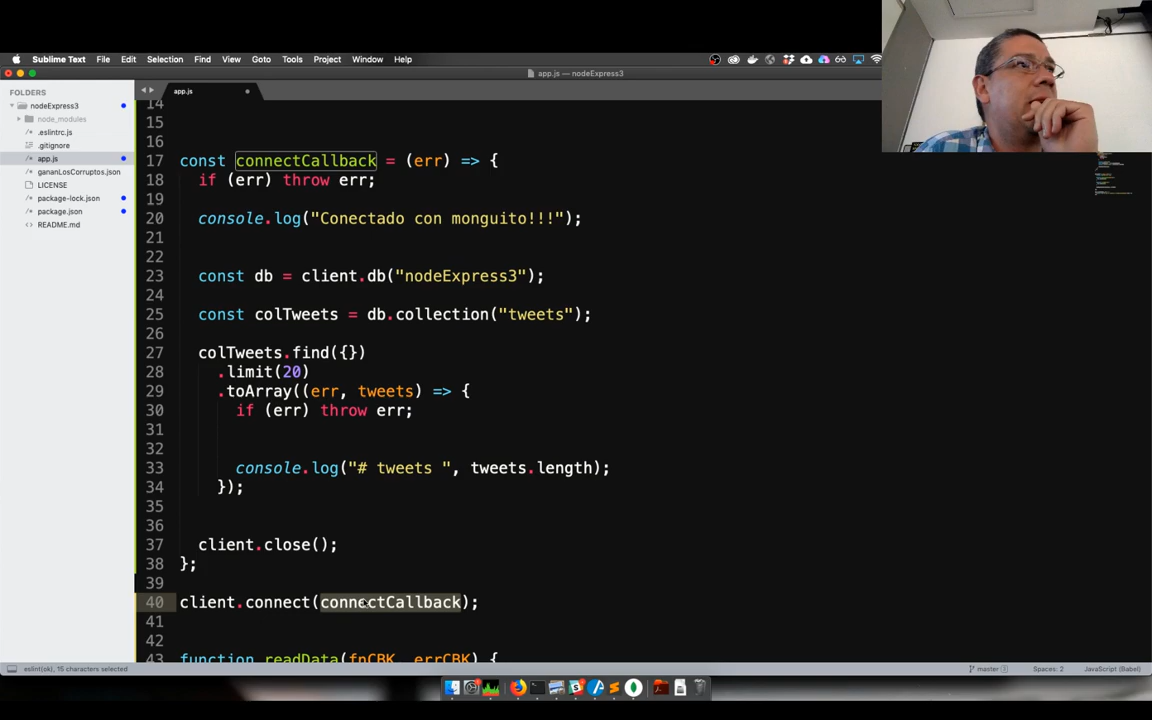 Sublime Text File Edit Selection Find View Goto Tools Project Window Help
app.js — nodeExpress3
FOLDERS
nodeExpress3
node_modules
.eslintrc.js
.gitignore
app.js
gananLosCorruptos.json
LICENSE
package-lock.json
package.json
README.md
app.js
14
15
16
17 const connectCallback = (err) => {
18 if (err) throw err;
19
20 console.log("Conectado con monguito!!!");
21
22
23 const db = client.db("nodeExpress3");
24
25 const colTweets = db.collection("tweets");
26
27 colTweets.find({})
28 .limit(20)
29 .toArray((err, tweets) => {
30 if (err) throw err;
31
32
33 console.log("# tweets ", tweets.length);
34 });
35
36
37 client.close();
38 };
39
40 client.connect(connectCallback);
41
42
43 function readData(fnCBK, errCBK) {
eslint(ok), 15 characters selected
master
Spaces: 2
JavaScript (Babel)